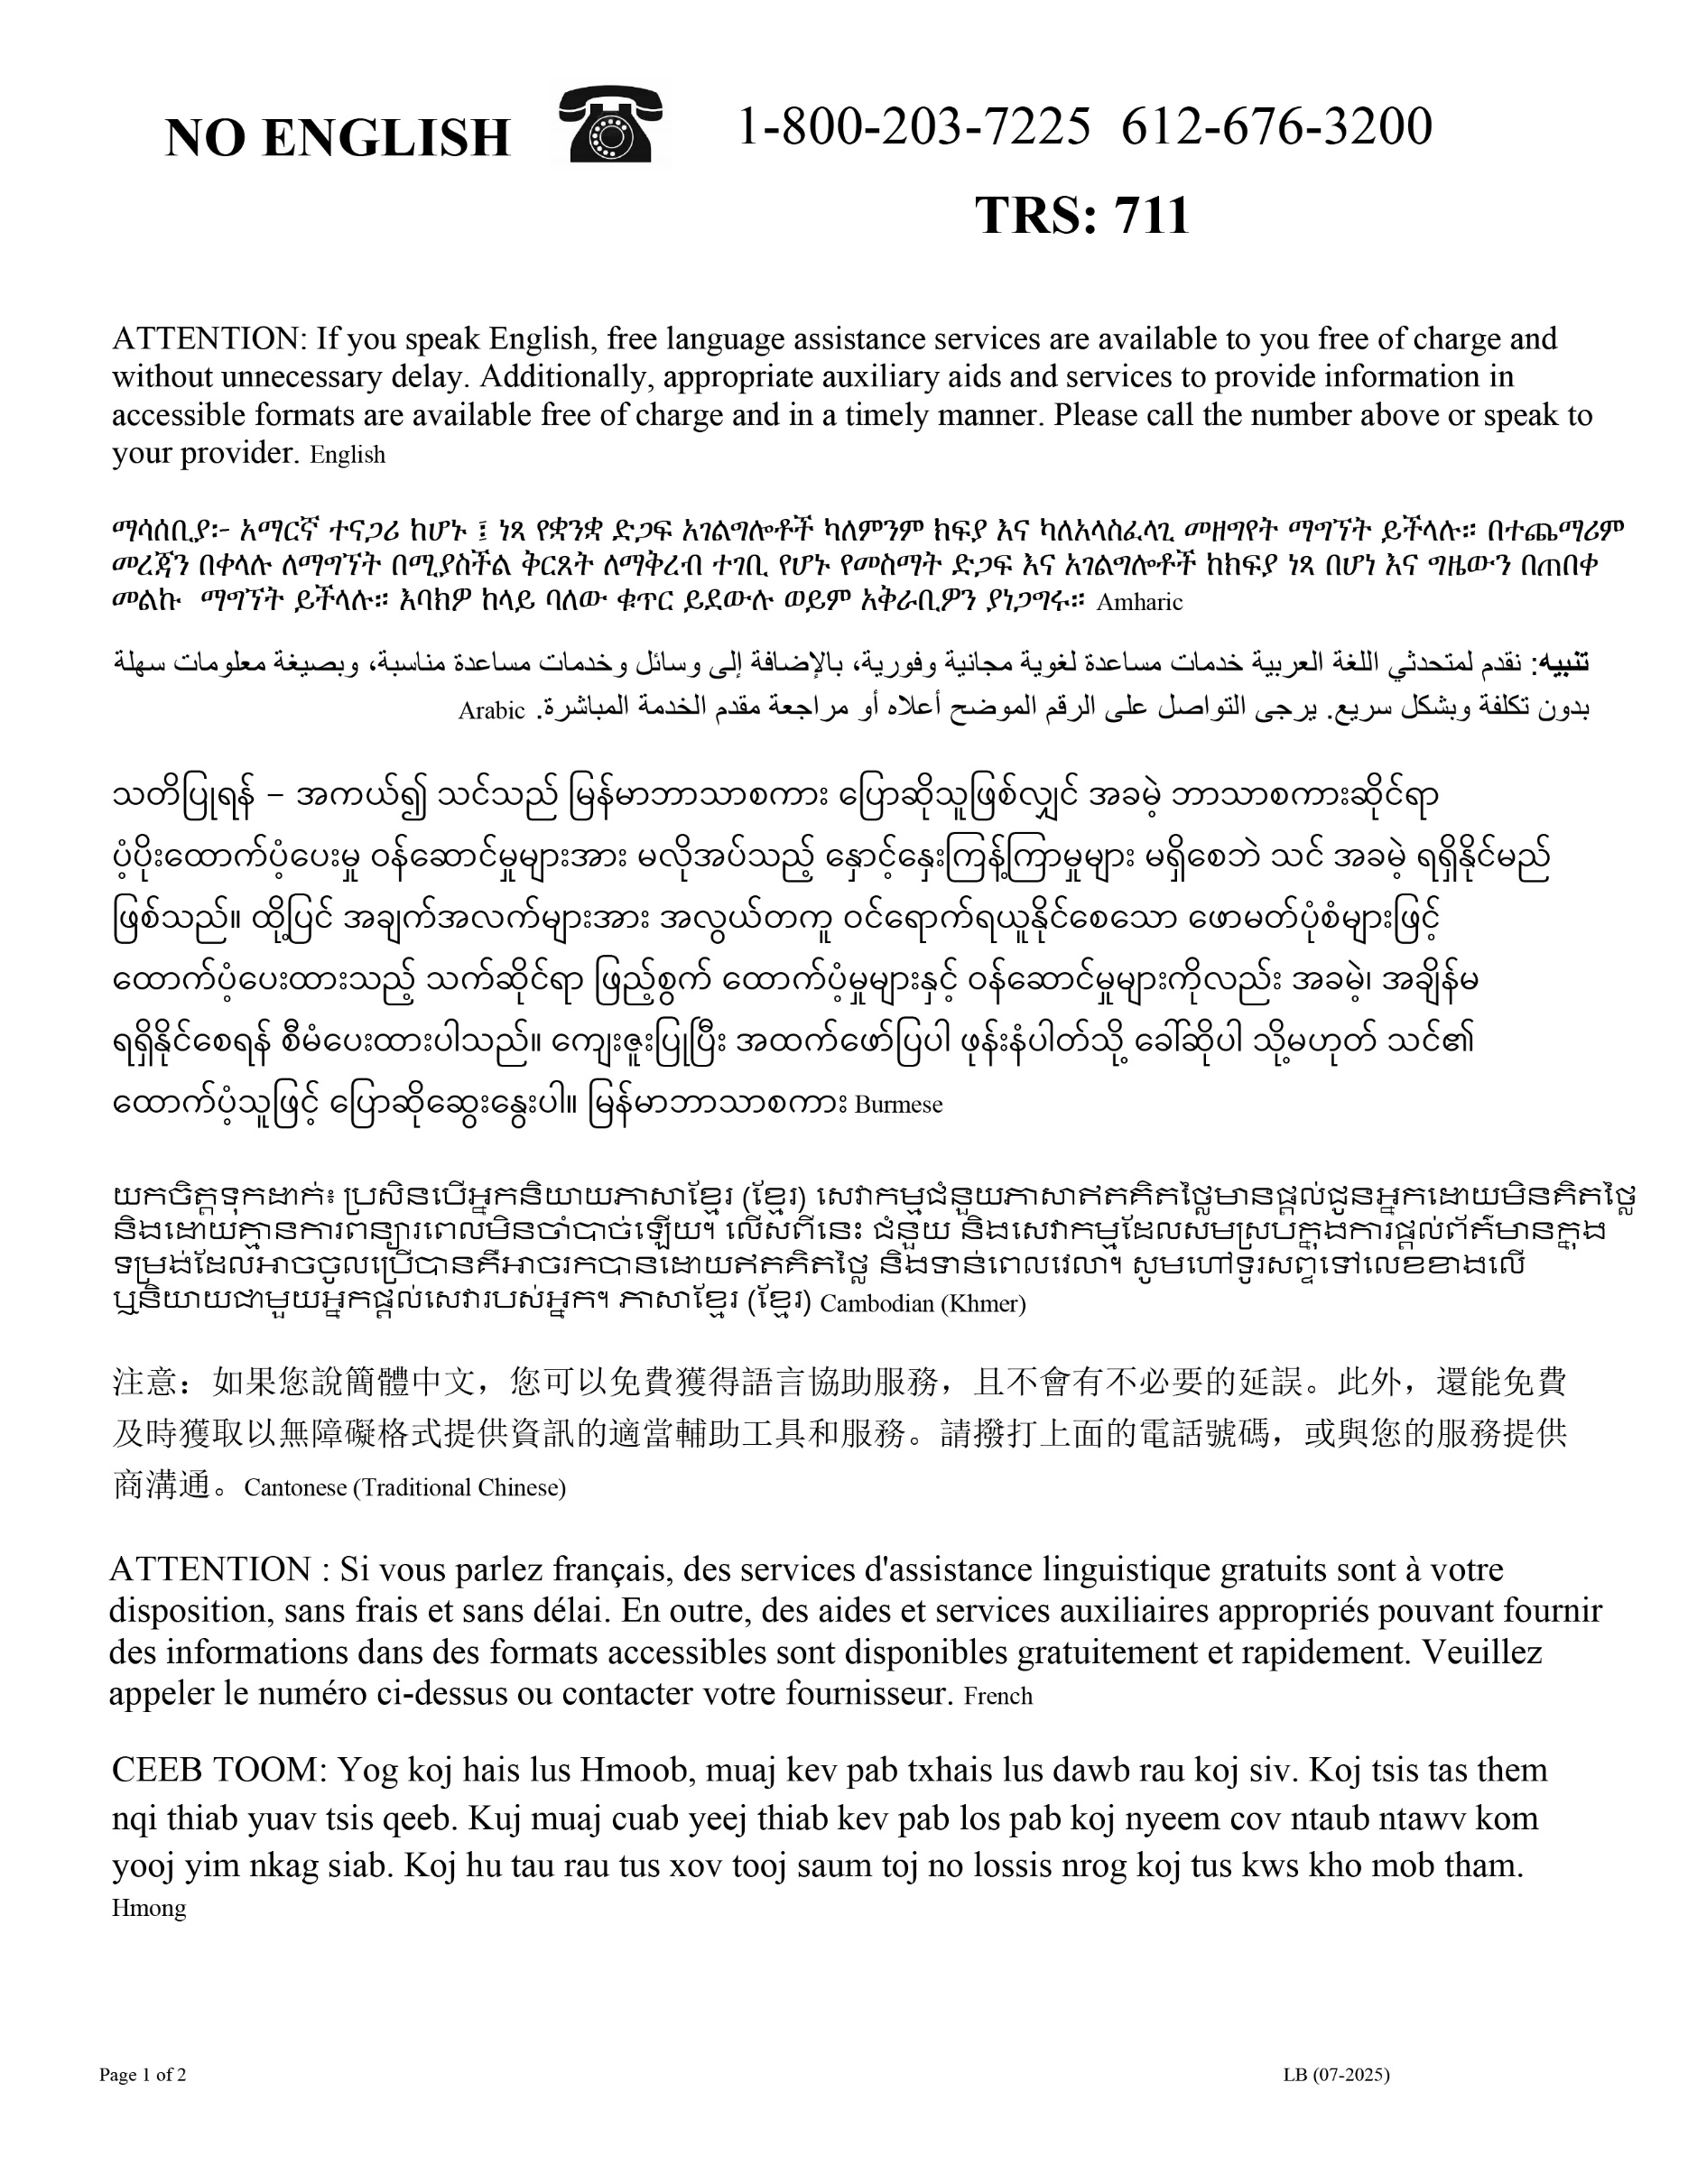 NO ENGLISH 1-800-203-7225 612-676-3200
TRS: 711
ATTENTION: If you speak English, free language assistance services are available to you free of charge and
without unnecessary delay. Additionally, appropriate auxiliary aids and services to provide information in
accessible formats are available free of charge and in a timely manner. Please call the number above or speak to
your provider. English
ማሳሰቢያ፡- አማርኛ ተናጋሪ ከሆኑ ፤ ነጻ የቋንቋ ድጋፍ አገልግሎቶች ካለምንም ክፍያ እና ካለአላስፈላጊ መዘግየት ማግኘት ይችላሉ። በተጨማሪም
መረጃን በቀላሉ ለማግኘት በሚያስችል ቅርጸት ለማቅረብ ተገቢ የሆኑ የመስማት ድጋፍ እና አገልግሎቶች ከክፍያ ነጻ በሆነ እና ግዜውን በጠበቀ
መልኩ ማግኘት ይችላሉ። እባክዎ ከላይ ባለው ቁጥር ይደውሉ ወይም አቅራቢዎን ያነጋግሩ። Amharic
تنبيه: نقدم لمتحدثي اللغة العربية خدمات مساعدة لغوية مجانية وفورية، بالإضافة إلى وسائل وخدمات مساعدة مناسبة، وبصيغة معلومات سهلة
بدون تكلفة وبشكل سريع. يرجى التواصل على الرقم الموضح أعلاه أو مراجعة مقدم الخدمة المباشرة. Arabic
သတိပြုရန် – အကယ်၍ သင်သည် မြန်မာဘာသာစကား ပြောဆိုသူဖြစ်လျှင် အခမဲ့ ဘာသာစကားဆိုင်ရာ
ပံ့ပိုးထောက်ပံ့ပေးမှု ဝန်ဆောင်မှုများအား မလိုအပ်သည့် နှောင့်နှေးကြန့်ကြာမှုများ မရှိစေဘဲ သင် အခမဲ့ ရရှိနိုင်မည်
ဖြစ်သည်။ ထို့ပြင် အချက်အလက်များအား အလွယ်တကူ ဝင်ရောက်ရယူနိုင်စေသော ဖောမတ်ပုံစံများဖြင့်
ထောက်ပံ့ပေးထားသည့် သက်ဆိုင်ရာ ဖြည့်စွက် ထောက်ပံ့မှုများနှင့် ဝန်ဆောင်မှုများကိုလည်း အခမဲ့၊ အချိန်မ
ရရှိနိုင်စေရန် စီမံပေးထားပါသည်။ ကျေးဇူးပြုပြီး အထက်ဖော်ပြပါ ဖုန်းနံပါတ်သို့ ခေါ်ဆိုပါ သို့မဟုတ် သင်၏
ထောက်ပံ့သူဖြင့် ပြောဆိုဆွေးနွေးပါ။ မြန်မာဘာသာစကား Burmese
យកចិត្តទុកដាក់៖ ប្រសិនបើអ្នកនិយាយភាសាខ្មែរ (ខ្មែរ) សេវាកម្មជំនួយភាសាឥតគិតថ្លៃមានផ្តល់ជូនអ្នកដោយមិនគិតថ្លៃ
និងដោយគ្មានការពន្យារពេលមិនចាំបាច់ឡើយ។ លើសពីនេះ ជំនួយ និងសេវាកម្មដែលសមស្របក្នុងការផ្តល់ព័ត៌មានក្នុង
ទម្រង់ដែលអាចចូលប្រើបានគឺអាចរកបានដោយឥតគិតថ្លៃ និងទាន់ពេលវេលា។ សូមហៅទូរសព្ទទៅលេខខាងលើ
ឬនិយាយជាមួយអ្នកផ្តល់សេវារបស់អ្នក។ ភាសាខ្មែរ (ខ្មែរ) Cambodian (Khmer)
注意：如果您說簡體中文，您可以免費獲得語言協助服務，且不會有不必要的延誤。此外，還能免費
及時獲取以無障礙格式提供資訊的適當輔助工具和服務。請撥打上面的電話號碼，或與您的服務提供
商溝通。Cantonese (Traditional Chinese)
ATTENTION : Si vous parlez français, des services d'assistance linguistique gratuits sont à votre
disposition, sans frais et sans délai. En outre, des aides et services auxiliaires appropriés pouvant fournir
des informations dans des formats accessibles sont disponibles gratuitement et rapidement. Veuillez
appeler le numéro ci-dessus ou contacter votre fournisseur. French
CEEB TOOM: Yog koj hais lus Hmoob, muaj kev pab txhais lus dawb rau koj siv. Koj tsis tas them
nqi thiab yuav tsis qeeb. Kuj muaj cuab yeej thiab kev pab los pab koj nyeem cov ntaub ntawv kom
yooj yim nkag siab. Koj hu tau rau tus xov tooj saum toj no lossis nrog koj tus kws kho mob tham.
Hmong
Page 1 of 2 LB (07-2025)